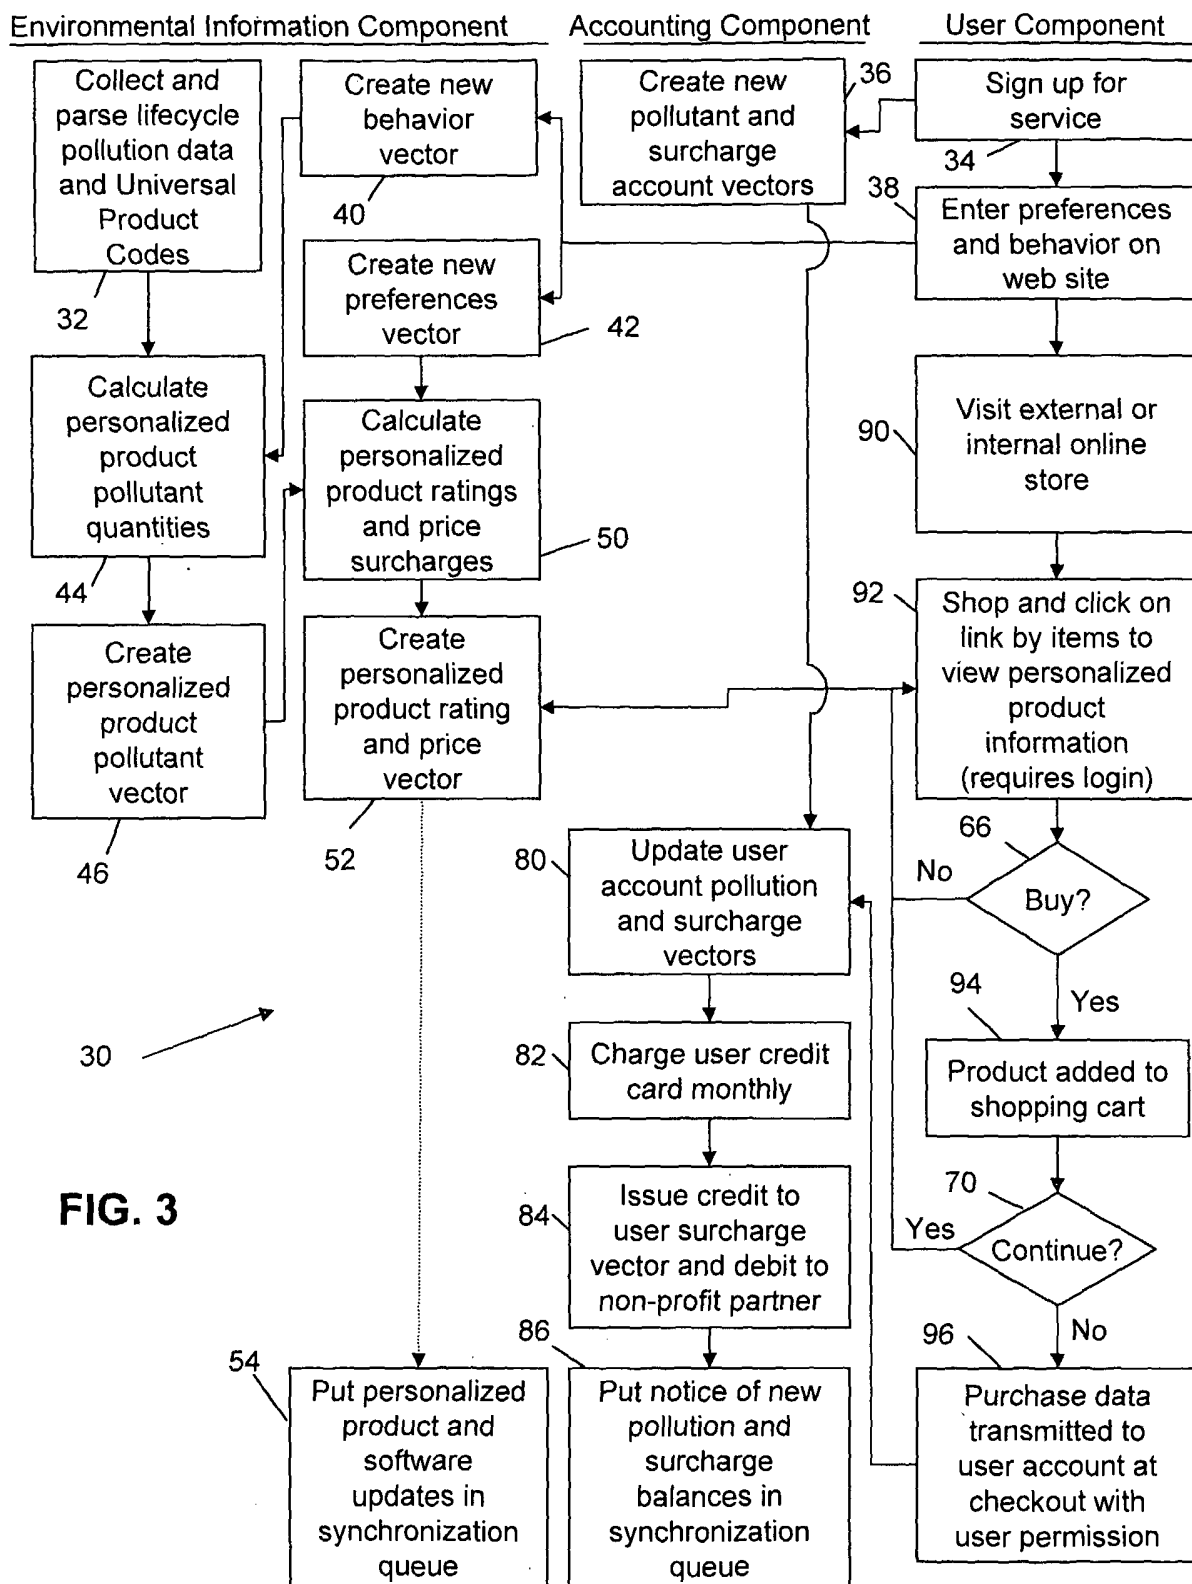 Environmental Information Component
Accounting Component
User Component
Collect and
parse lifecycle
pollution data
and Universal
Product
Codes
32
Create new
behavior
vector
40
Create new
pollutant and
surcharge
account vectors
36
Sign up for
service
34
38
Enter preferences
and behavior on
web site
Create new
preferences
vector
42
Calculate
personalized
product
pollutant
quantities
44
Calculate
personalized
product ratings
and price
surcharges
50
90
Visit external or
internal online
store
Create
personalized
product
pollutant
vector
46
Create
personalized
product rating
and price
vector
52
92
Shop and click on
link by items to
view personalized
product
information
(requires login)
66
No
Buy?
Yes
80
Update user
account pollution
and surcharge
vectors
94
Product added to
shopping cart
30
82
Charge user credit
card monthly
70
Yes
Continue?
No
FIG. 3
84
Issue credit to
user surcharge
vector and debit to
non-profit partner
54
Put personalized
product and
software
updates in
synchronization
queue
86
Put notice of new
pollution and
surcharge
balances in
synchronization
queue
96
Purchase data
transmitted to
user account at
checkout with
user permission